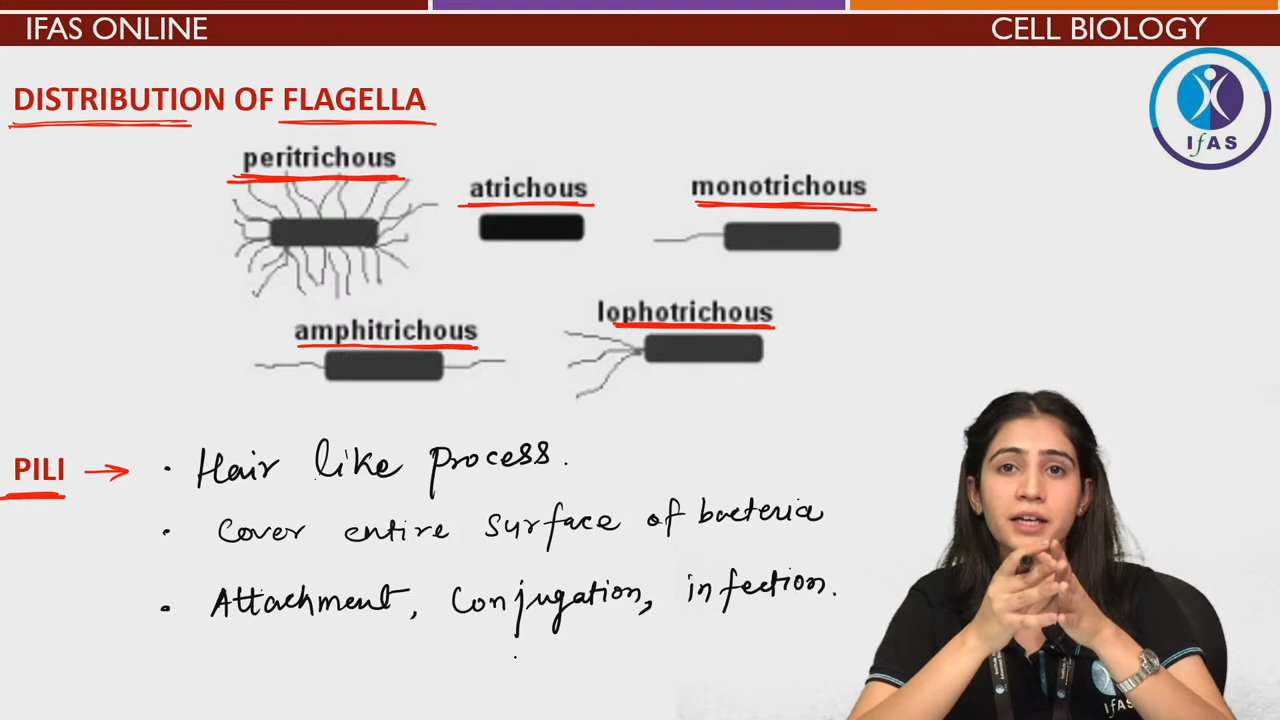 IFAS ONLINE
CELL BIOLOGY
IfAS
DISTRIBUTION OF FLAGELLA
peritrichous
atrichous
monotrichous
amphitrichous
lophotrichous
PILI → · Hair like process.
· Cover entire surface of bacteria
· Attachment, Conjugation, infection.
IfAS